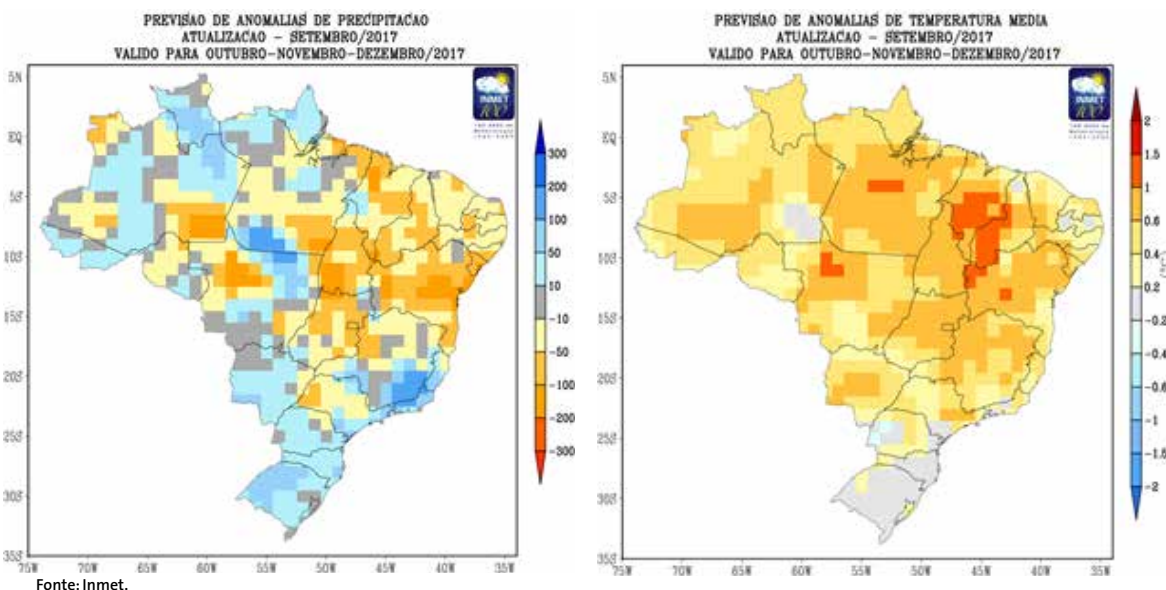 PREVISAO DE ANOMALIAS DE PRECIPITACAO
ATUALIZACAO – SETEMBRO/2017
VALIDO PARA OUTUBRO–NOVEMBRO–DEZEMBRO/2017
INMET
5N
EQ
5S
10S
15S
20S
25S
30S
35S
75W 70W 65W 60W 55W 50W 45W 40W 35W
300
200
100
50
10
-10
-50
-100
-200
-300
PREVISAO DE ANOMALIAS DE TEMPERATURA MEDIA
ATUALIZACAO – SETEMBRO/2017
VALIDO PARA OUTUBRO–NOVEMBRO–DEZEMBRO/2017
INMET
5N
EQ
5S
10S
15S
20S
25S
30S
35S
75W 70W 65W 60W 55W 50W 45W 40W 35W
2
1.5
1
0.6
0.4
0.2
-0.2
-0.4
-0.6
-1
-1.5
-2
Fonte: Inmet.